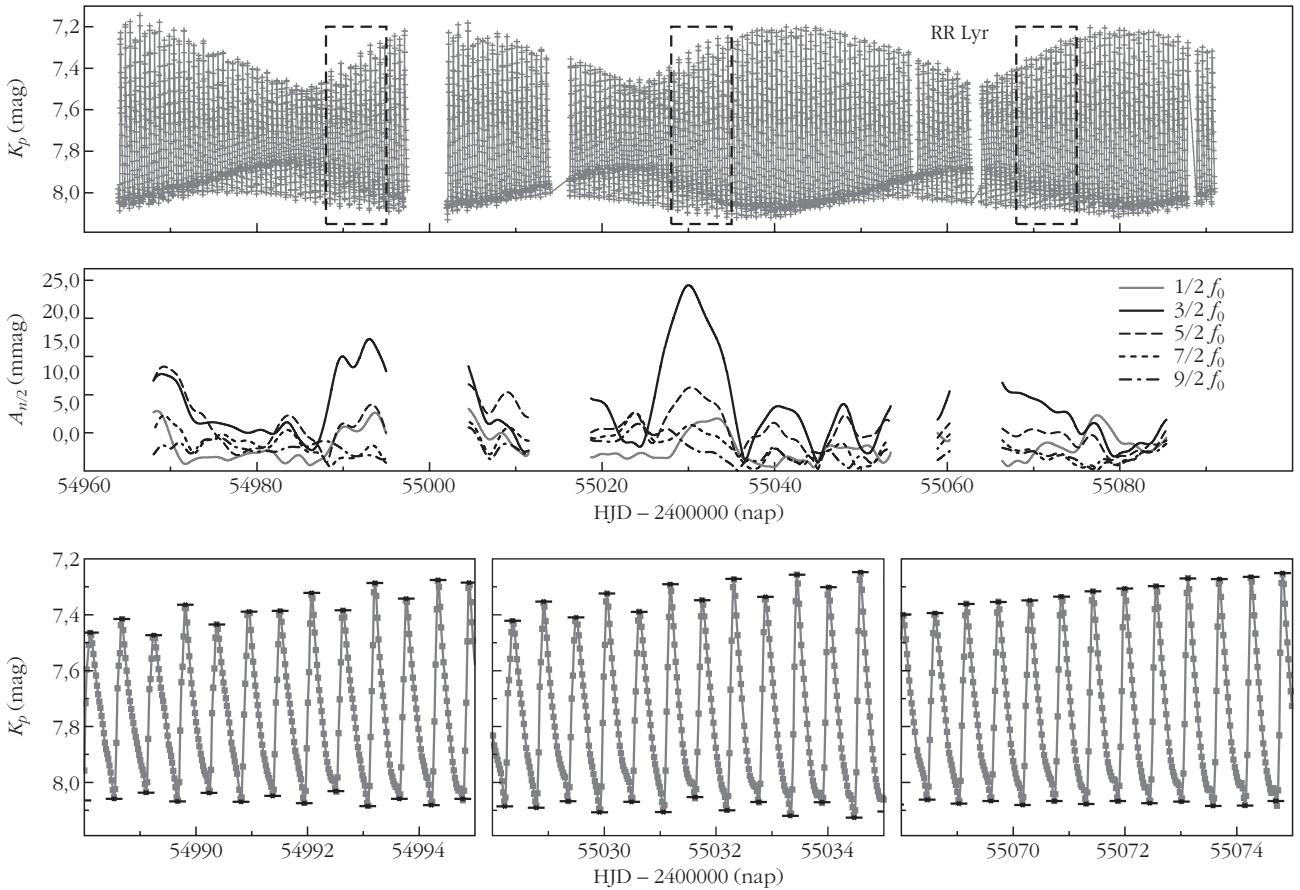 7,2
7,4
7,6
7,8
8,0
K_p (mag)
RR Lyr
25,0
20,0
15,0
10,0
5,0
0,0
A_{n/2} (mmag)
1/2 f_0
3/2 f_0
5/2 f_0
7/2 f_0
9/2 f_0
54960 54980 55000 55020 55040 55060 55080
HJD – 2400000 (nap)
7,2
7,4
7,6
7,8
8,0
K_p (mag)
54990 54992 54994 55030 55032 55034 55070 55072 55074
HJD – 2400000 (nap)